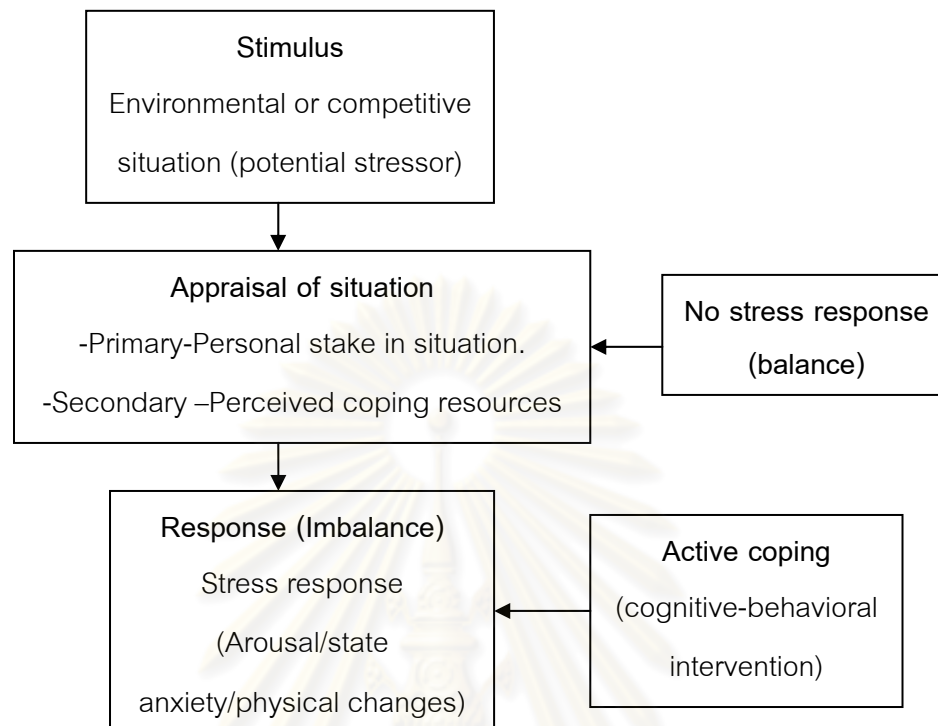 Stimulus
Environmental or competitive
situation (potential stressor)
Appraisal of situation
-Primary-Personal stake in situation.
-Secondary –Perceived coping resources
No stress response
(balance)
Response (Imbalance)
Stress response
(Arousal/state
anxiety/physical changes)
Active coping
(cognitive-behavioral
intervention)